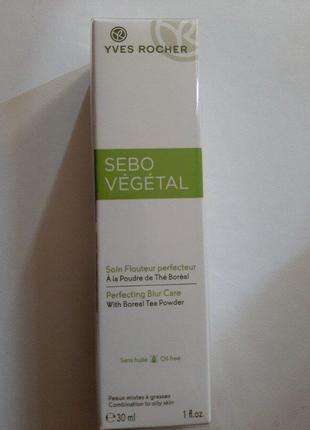 YVES ROCHER
SEBO
VÉGÉTAL
Soin Flouteur perfecteur
À la Poudre de Thé Boréal
Perfecting Blur Care
With Boreal Tea Powder
Sans huile Oil free
Peaux mixtes à grasses
Combination to oily skin
℮30 ml 1 fl.oz.